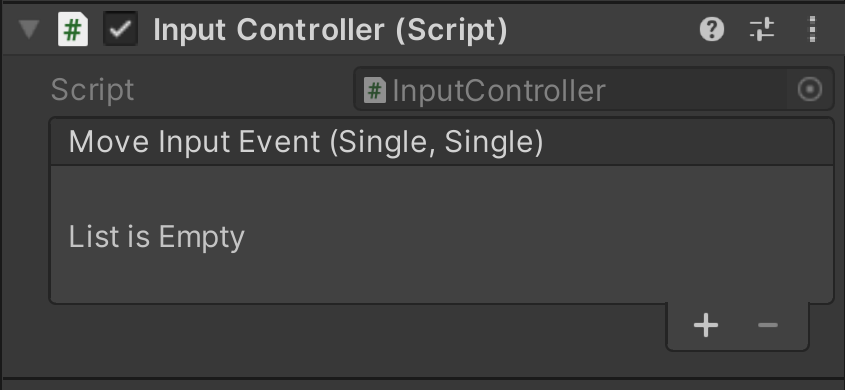 # Input Controller (Script)
Script # InputController
Move Input Event (Single, Single)
List is Empty
+ −